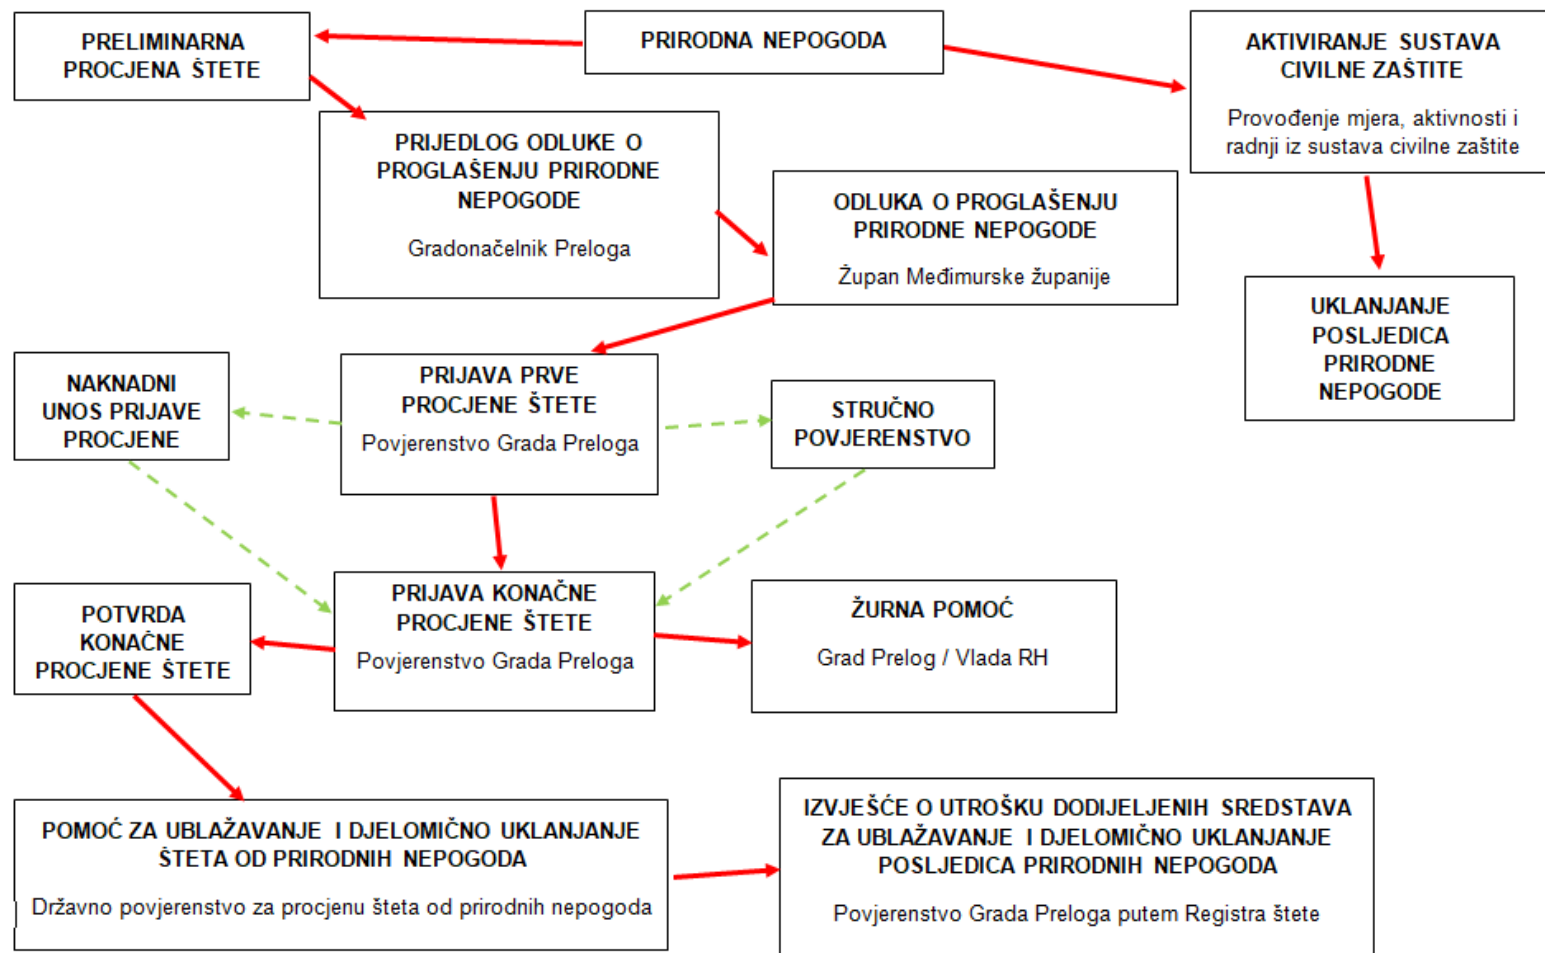 PRELIMINARNA
PROCJENA ŠTETE
PRIRODNA NEPOGODA
AKTIVIRANJE SUSTAVA
CIVILNE ZAŠTITE
Provođenje mjera, aktivnosti i
radnji iz sustava civilne zaštite
PRIJEDLOG ODLUKE O
PROGLAŠENJU PRIRODNE
NEPOGODE
Gradonačelnik Preloga
ODLUKA O PROGLAŠENJU
PRIRODNE NEPOGODE
Župan Međimurske županije
UKLANJANJE
POSLJEDICA
PRIRODNE
NEPOGODE
NAKNADNI
UNOS PRIJAVE
PROCJENE
PRIJAVA PRVE
PROCJENE ŠTETE
Povjerenstvo Grada Preloga
STRUČNO
POVJERENSTVO
POTVRDA
KONAČNE
PROCJENE ŠTETE
PRIJAVA KONAČNE
PROCJENE ŠTETE
Povjerenstvo Grada Preloga
ŽURNA POMOĆ
Grad Prelog / Vlada RH
POMOĆ ZA UBLAŽAVANJE I DJELOMIČNO UKLANJANJE
ŠTETA OD PRIRODNIH NEPOGODA
Državno povjerenstvo za procjenu šteta od prirodnih nepogoda
IZVJEŠĆE O UTROŠKU DODIJELJENIH SREDSTAVA
ZA UBLAŽAVANJE I DJELOMIČNO UKLANJANJE
POSLJEDICA PRIRODNIH NEPOGODA
Povjerenstvo Grada Preloga putem Registra štete